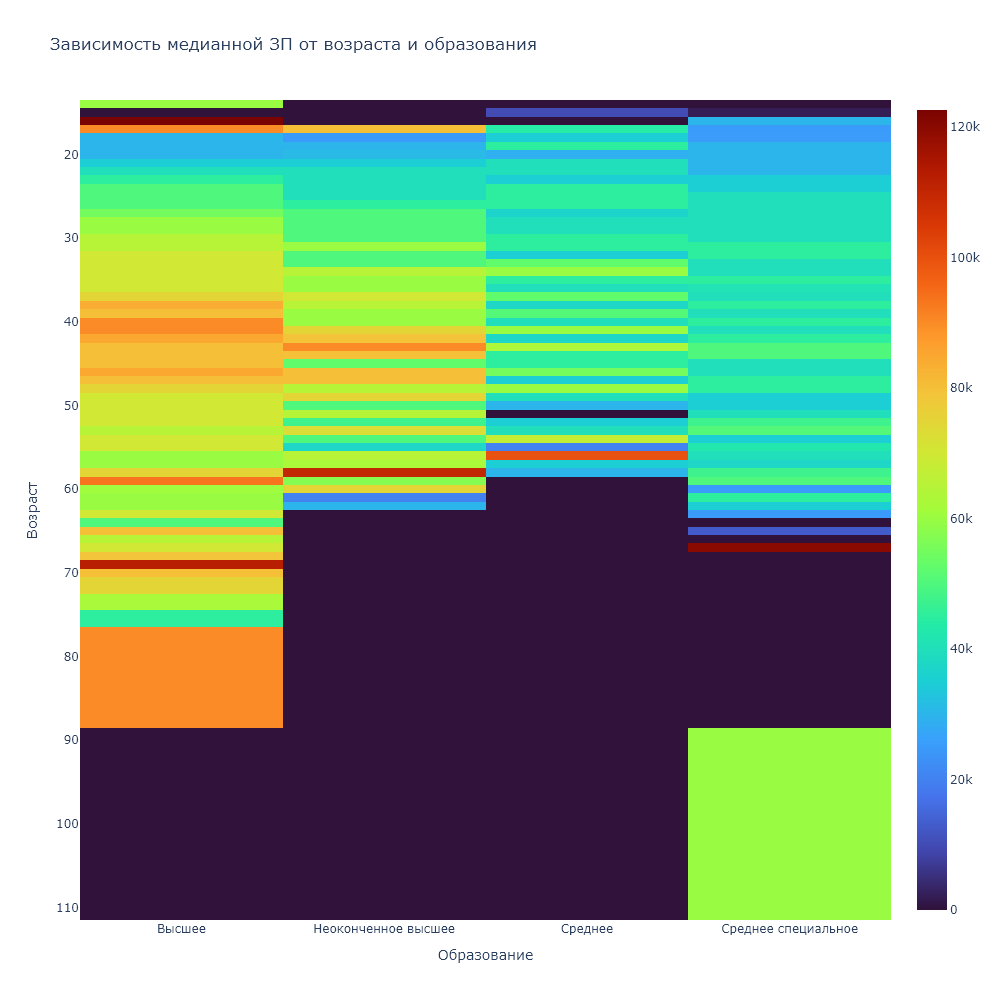 Зависимость медианной ЗП от возраста и образования
20
30
40
50
60
70
80
90
100
110
Возраст
Высшее
Неоконченное высшее
Среднее
Среднее специальное
Образование
120k
100k
80k
60k
40k
20k
0